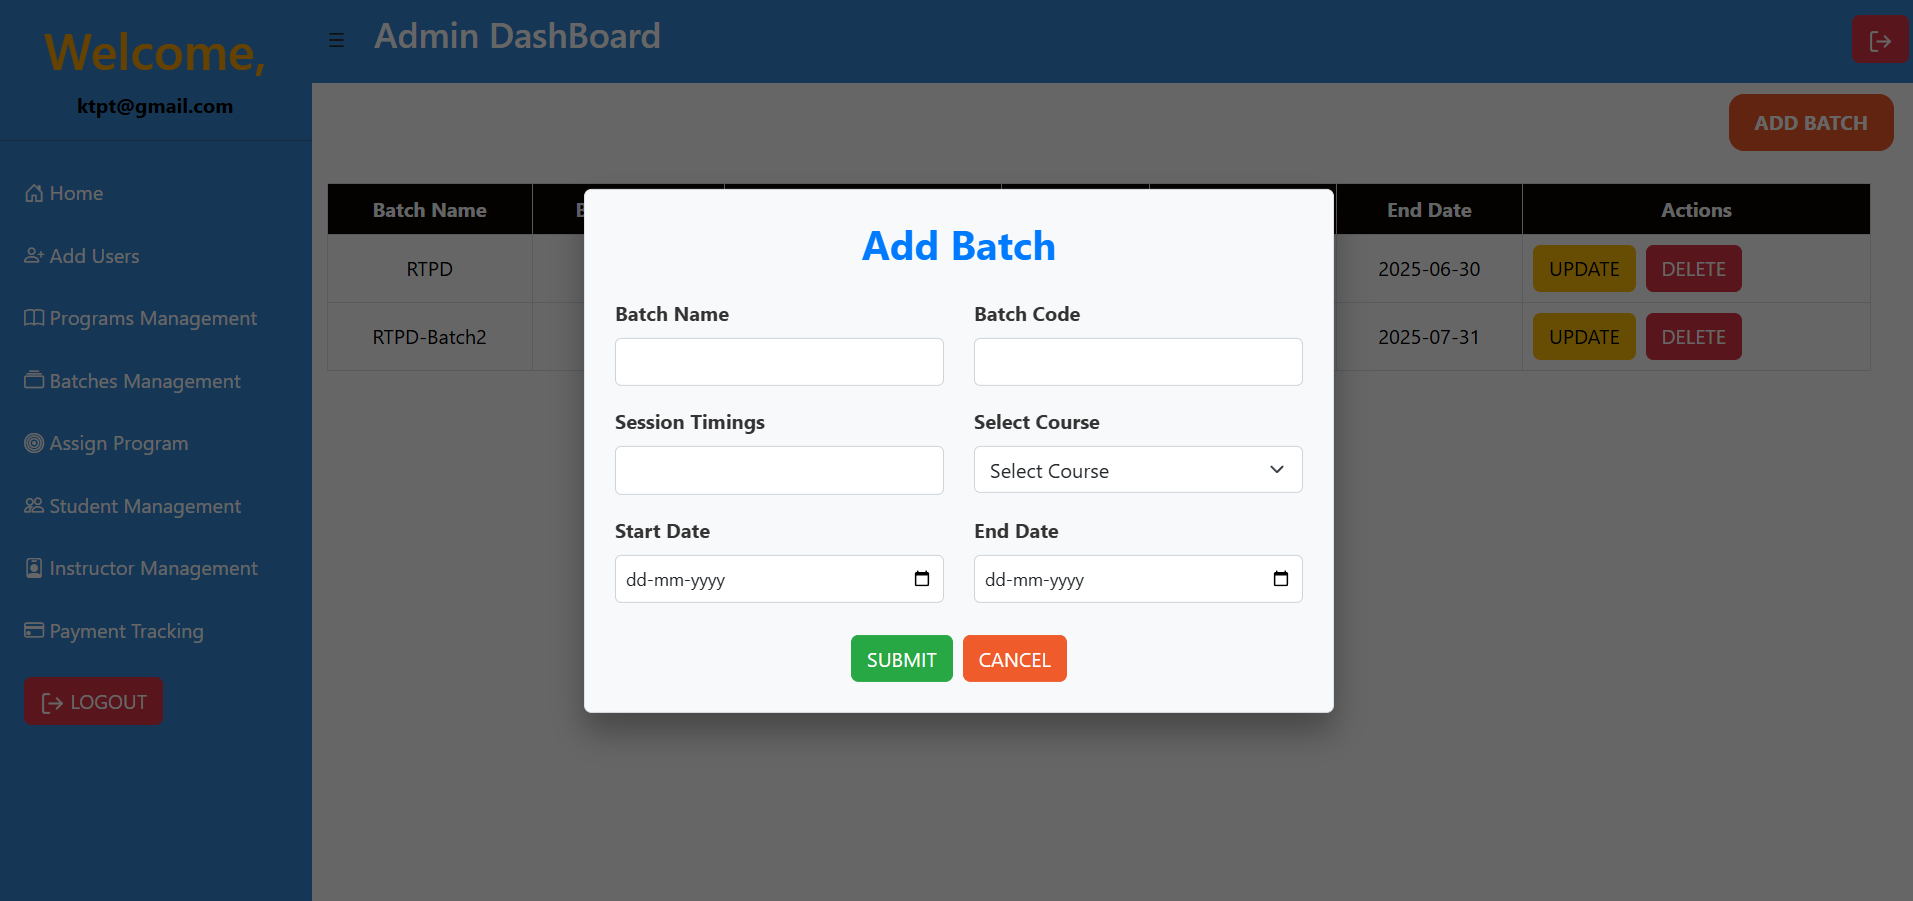 Welcome,
ktpt@gmail.com
Home
Add Users
Programs Management
Batches Management
Assign Program
Student Management
Instructor Management
Payment Tracking
LOGOUT
Admin DashBoard
ADD BATCH
Batch Name End Date Actions
RTPD 2025-06-30 UPDATE DELETE
RTPD-Batch2 2025-07-31 UPDATE DELETE
Add Batch
Batch Name Batch Code
Session Timings Select Course
Select Course
Start Date End Date
dd-mm-yyyy dd-mm-yyyy
SUBMIT CANCEL